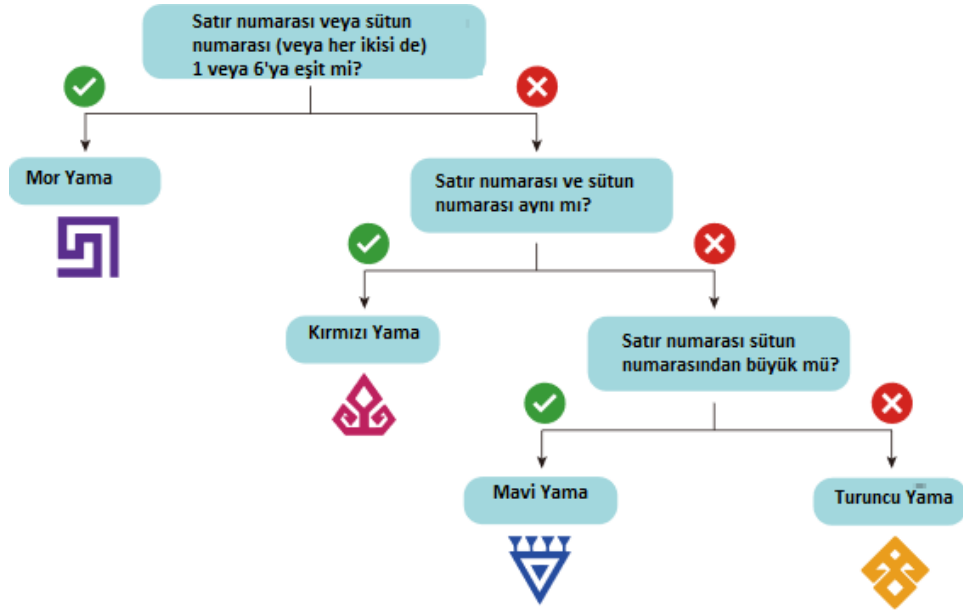 Satır numarası veya sütun
numarası (veya her ikisi de)
1 veya 6'ya eşit mi?
Mor Yama
Satır numarası ve sütun
numarası aynı mı?
Kırmızı Yama
Satır numarası sütun
numarasından büyük mü?
Mavi Yama
Turuncu Yama